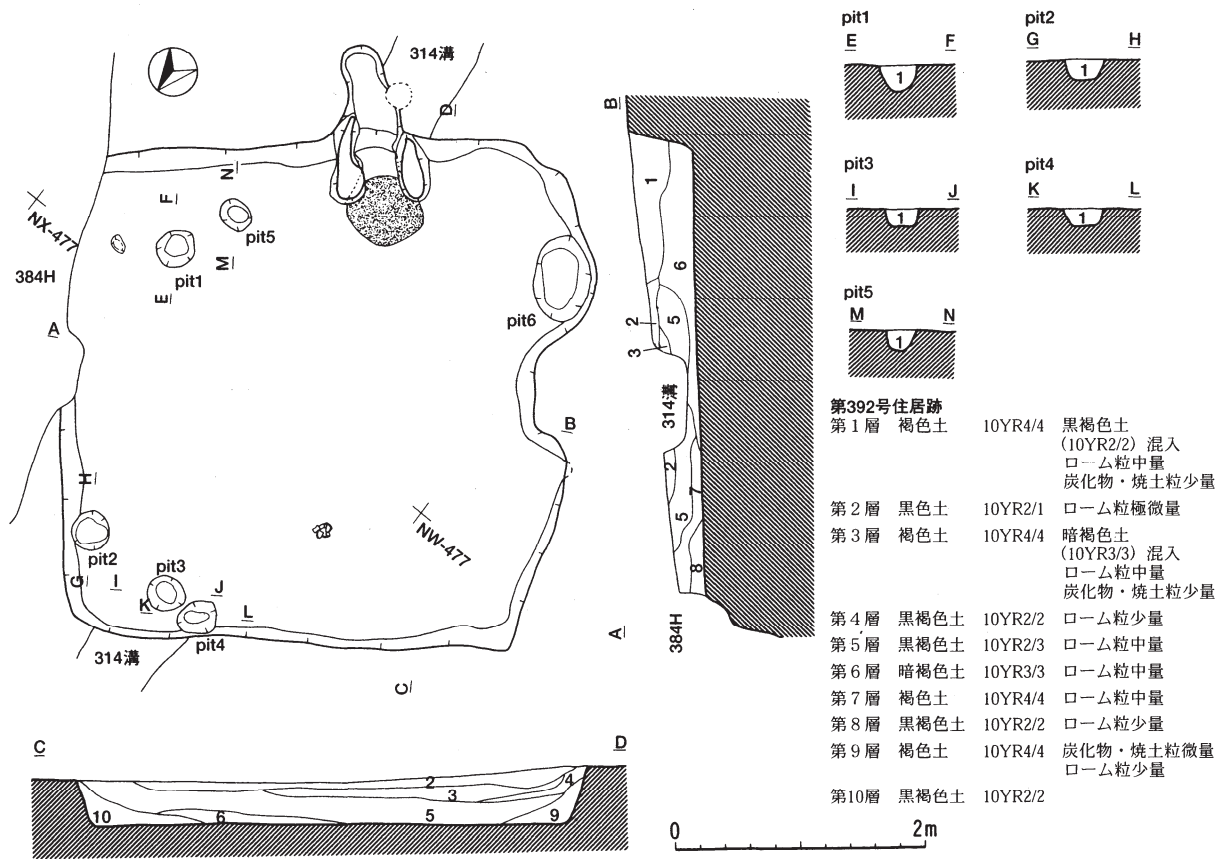 314溝
D
N
F
NX-477
pit5
384H
pit1
M
E
pit6
A
B
H
NW-477
pit2
G
pit3
I
J
K
L
pit4
314溝
C
B
1
6
2
5
3
314溝
2
7
5
8
A
384H
C
D
2
4
3
10
6
5
9
pit1
E
F
1
pit2
G
H
1
pit3
I
J
1
pit4
K
L
1
pit5
M
N
1
第392号住居跡
第1層 褐色土 10YR4/4 黒褐色土
(10YR2/2) 混入
ローム粒中量
炭化物・焼土粒少量
第2層 黒色土 10YR2/1 ローム粒極微量
第3層 褐色土 10YR4/4 暗褐色土
(10YR3/3) 混入
ローム粒中量
炭化物・焼土粒少量
第4層 黒褐色土 10YR2/2 ローム粒少量
第5層 黒褐色土 10YR2/3 ローム粒中量
第6層 暗褐色土 10YR3/3 ローム粒中量
第7層 褐色土 10YR4/4 ローム粒中量
第8層 黒褐色土 10YR2/2 ローム粒少量
第9層 褐色土 10YR4/4 炭化物・焼土粒微量
ローム粒少量
第10層 黒褐色土 10YR2/2
0 2m